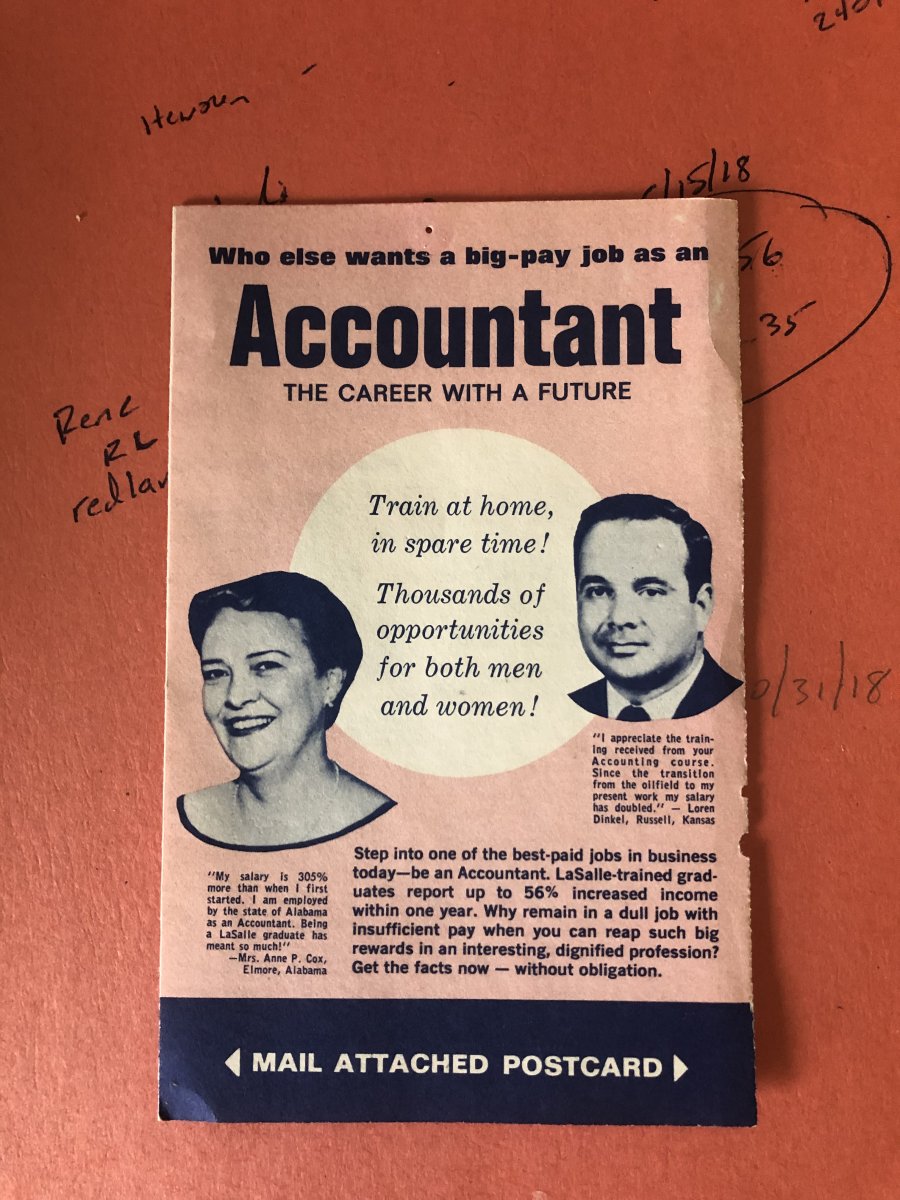 6/15/18
56
35
Rene
RL
10/31/18
Who else wants a big-pay job as an
Accountant
THE CAREER WITH A FUTURE
Train at home,
in spare time!
Thousands of
opportunities
for both men
and women!
"I appreciate the train-
ing received from your
Accounting course.
Since the transition
from the oilfield to my
present work my salary
has doubled." — Loren
Dinkel, Russell, Kansas
"My salary is 305%
more than when I first
started. I am employed
by the state of Alabama
as an Accountant. Being
a LaSalle graduate has
meant so much!"
—Mrs. Anne P. Cox,
Elmore, Alabama
Step into one of the best-paid jobs in business
today—be an Accountant. LaSalle-trained grad-
uates report up to 56% increased income
within one year. Why remain in a dull job with
insufficient pay when you can reap such big
rewards in an interesting, dignified profession?
Get the facts now — without obligation.
MAIL ATTACHED POSTCARD